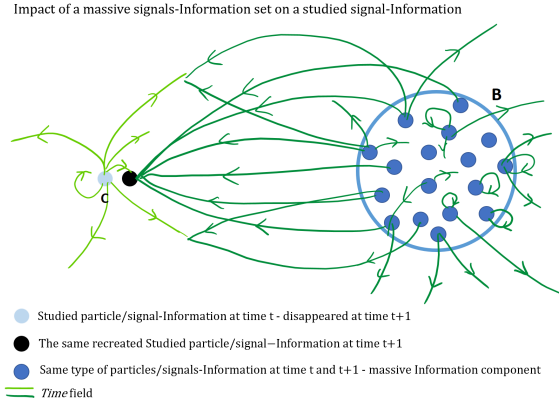 Impact of a massive signals-Information set on a studied signal-Information
B
C
Studied particle/signal-Information at time t - disappeared at time t+1
The same recreated Studied particle/signal−Information at time t+1
Same type of particles/signals-Information at time t and t+1 - massive Information component
Time field